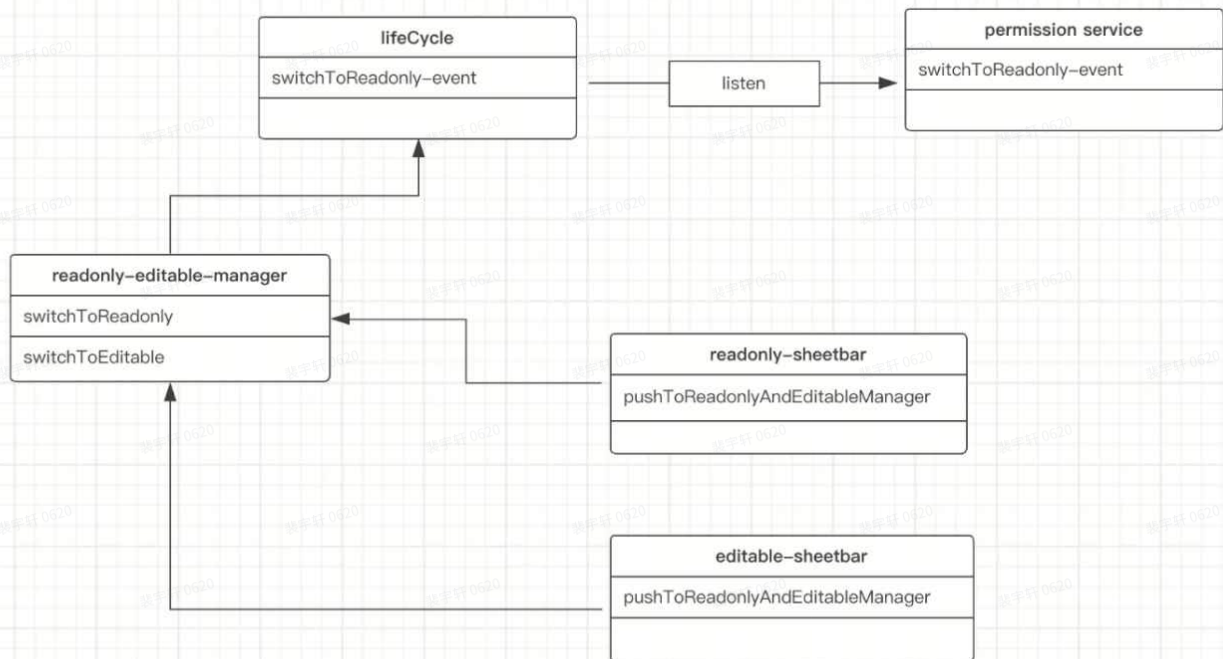 lifeCycle
switchToReadonly-event
permission service
switchToReadonly-event
listen
readonly-editable-manager
switchToReadonly
switchToEditable
readonly-sheetbar
pushToReadonlyAndEditableManager
editable-sheetbar
pushToReadonlyAndEditableManager